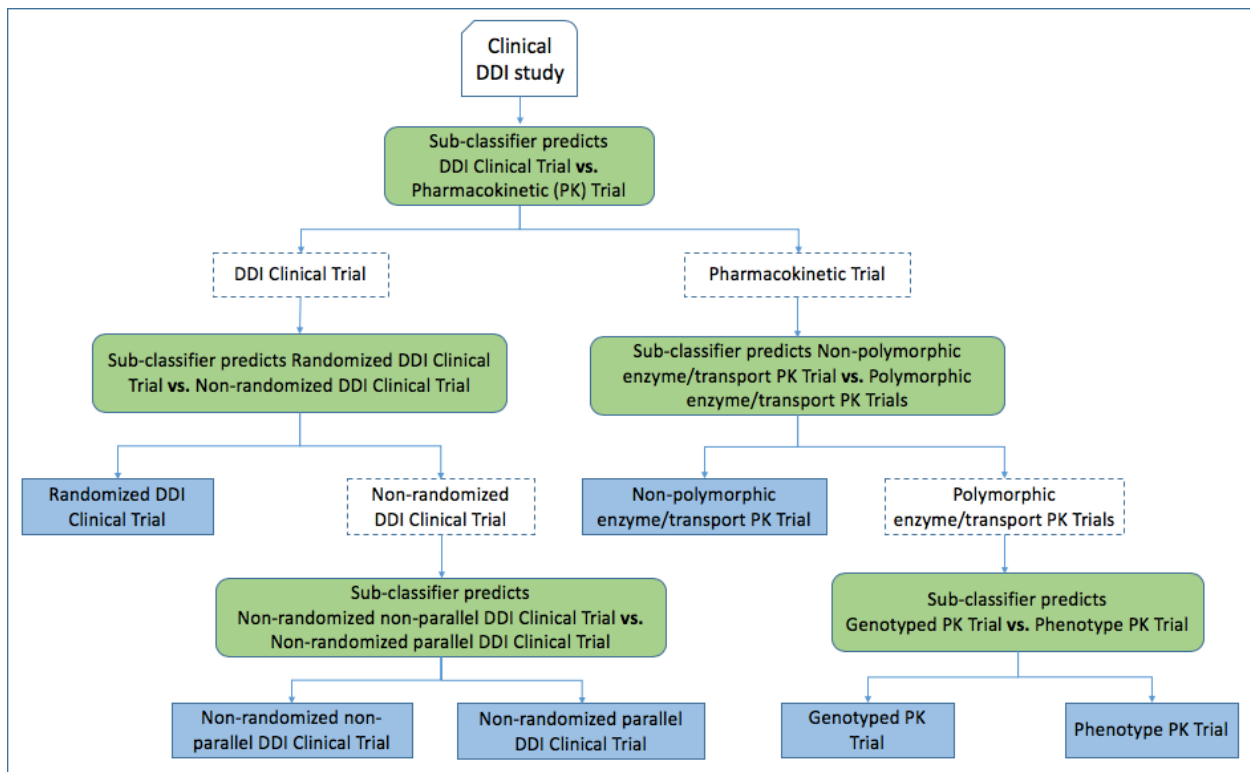 Clinical
DDI study
Sub-classifier predicts
DDI Clinical Trial vs.
Pharmacokinetic (PK) Trial
DDI Clinical Trial
Pharmacokinetic Trial
Sub-classifier predicts Randomized DDI Clinical
Trial vs. Non-randomized DDI Clinical Trial
Sub-classifier predicts Non-polymorphic
enzyme/transport PK Trial vs. Polymorphic
enzyme/transport PK Trials
Randomized DDI
Clinical Trial
Non-randomized
DDI Clinical Trial
Non-polymorphic
enzyme/transport PK Trial
Polymorphic
enzyme/transport PK Trials
Sub-classifier predicts
Non-randomized non-parallel DDI Clinical Trial vs.
Non-randomized parallel DDI Clinical Trial
Sub-classifier predicts
Genotyped PK Trial vs. Phenotype PK Trial
Non-randomized non-
parallel DDI Clinical Trial
Non-randomized parallel
DDI Clinical Trial
Genotyped PK
Trial
Phenotype PK Trial